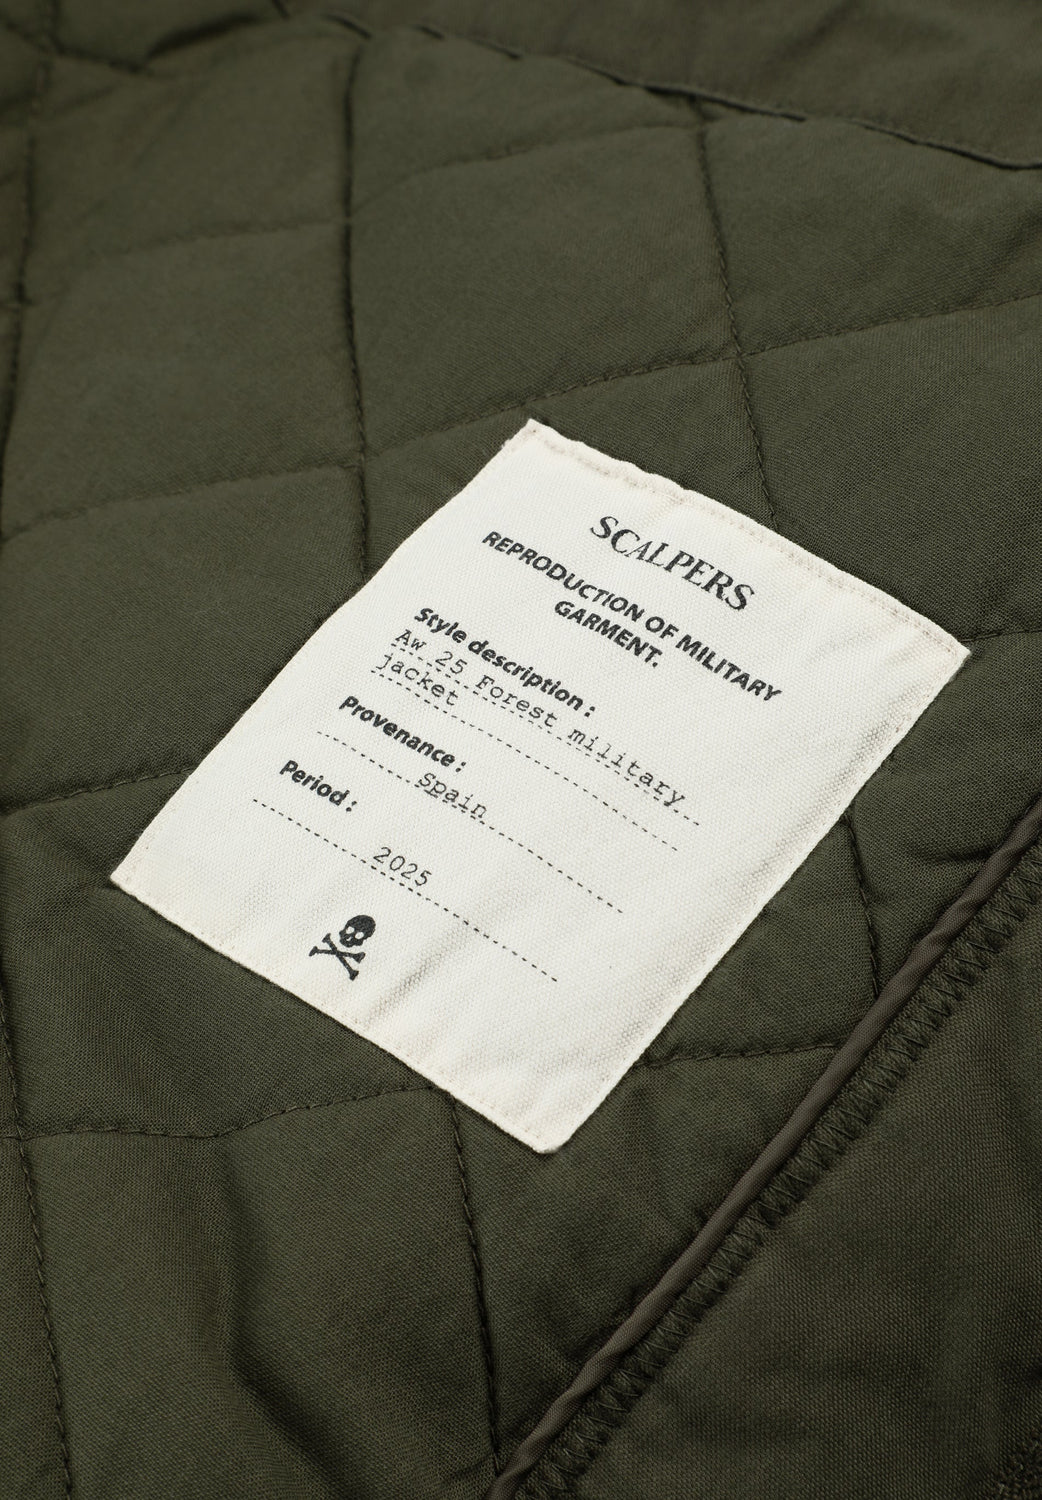 SCALPERS
REPRODUCTION OF MILITARY
GARMENT.
Style description:
Aw 25 Forest military
jacket
Provenance:
Spain
Period:
2025